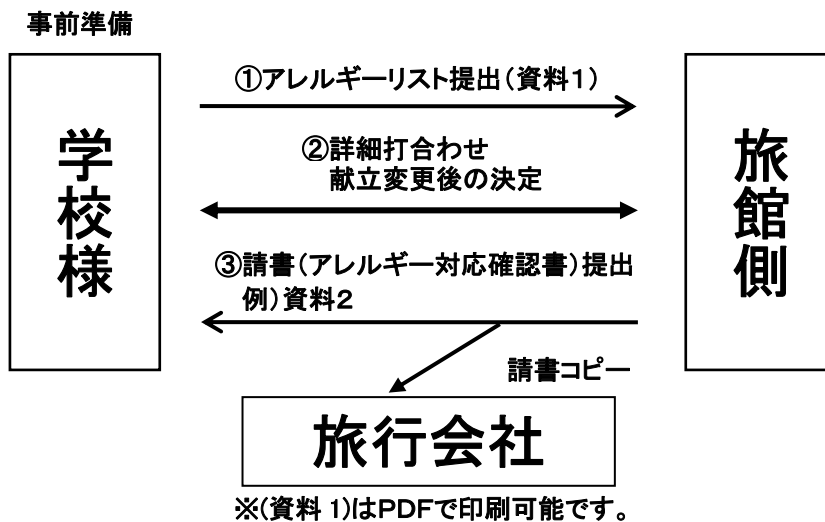 事前準備
①アレルギーリスト提出(資料1)
②詳細打合わせ
献立変更後の決定
学校様
旅館側
③請書(アレルギー対応確認書)提出
例)資料2
請書コピー
旅行会社
※(資料 1)はPDFで印刷可能です。